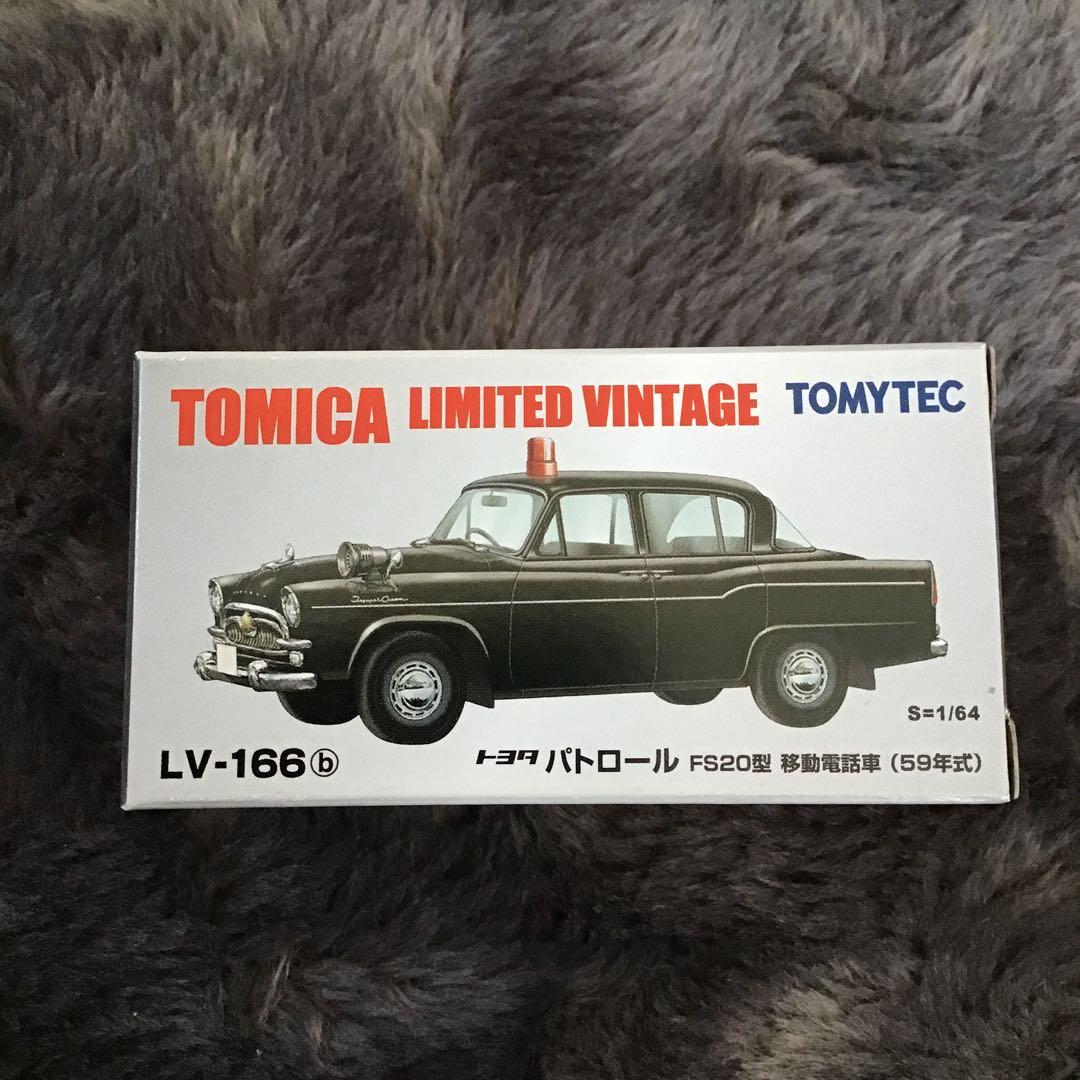 TOMICA LIMITED VINTAGE TOMYTEC
S=1/64
LV-166ⓑ トヨタ パトロール FS20型 移動電話車 (59年式)